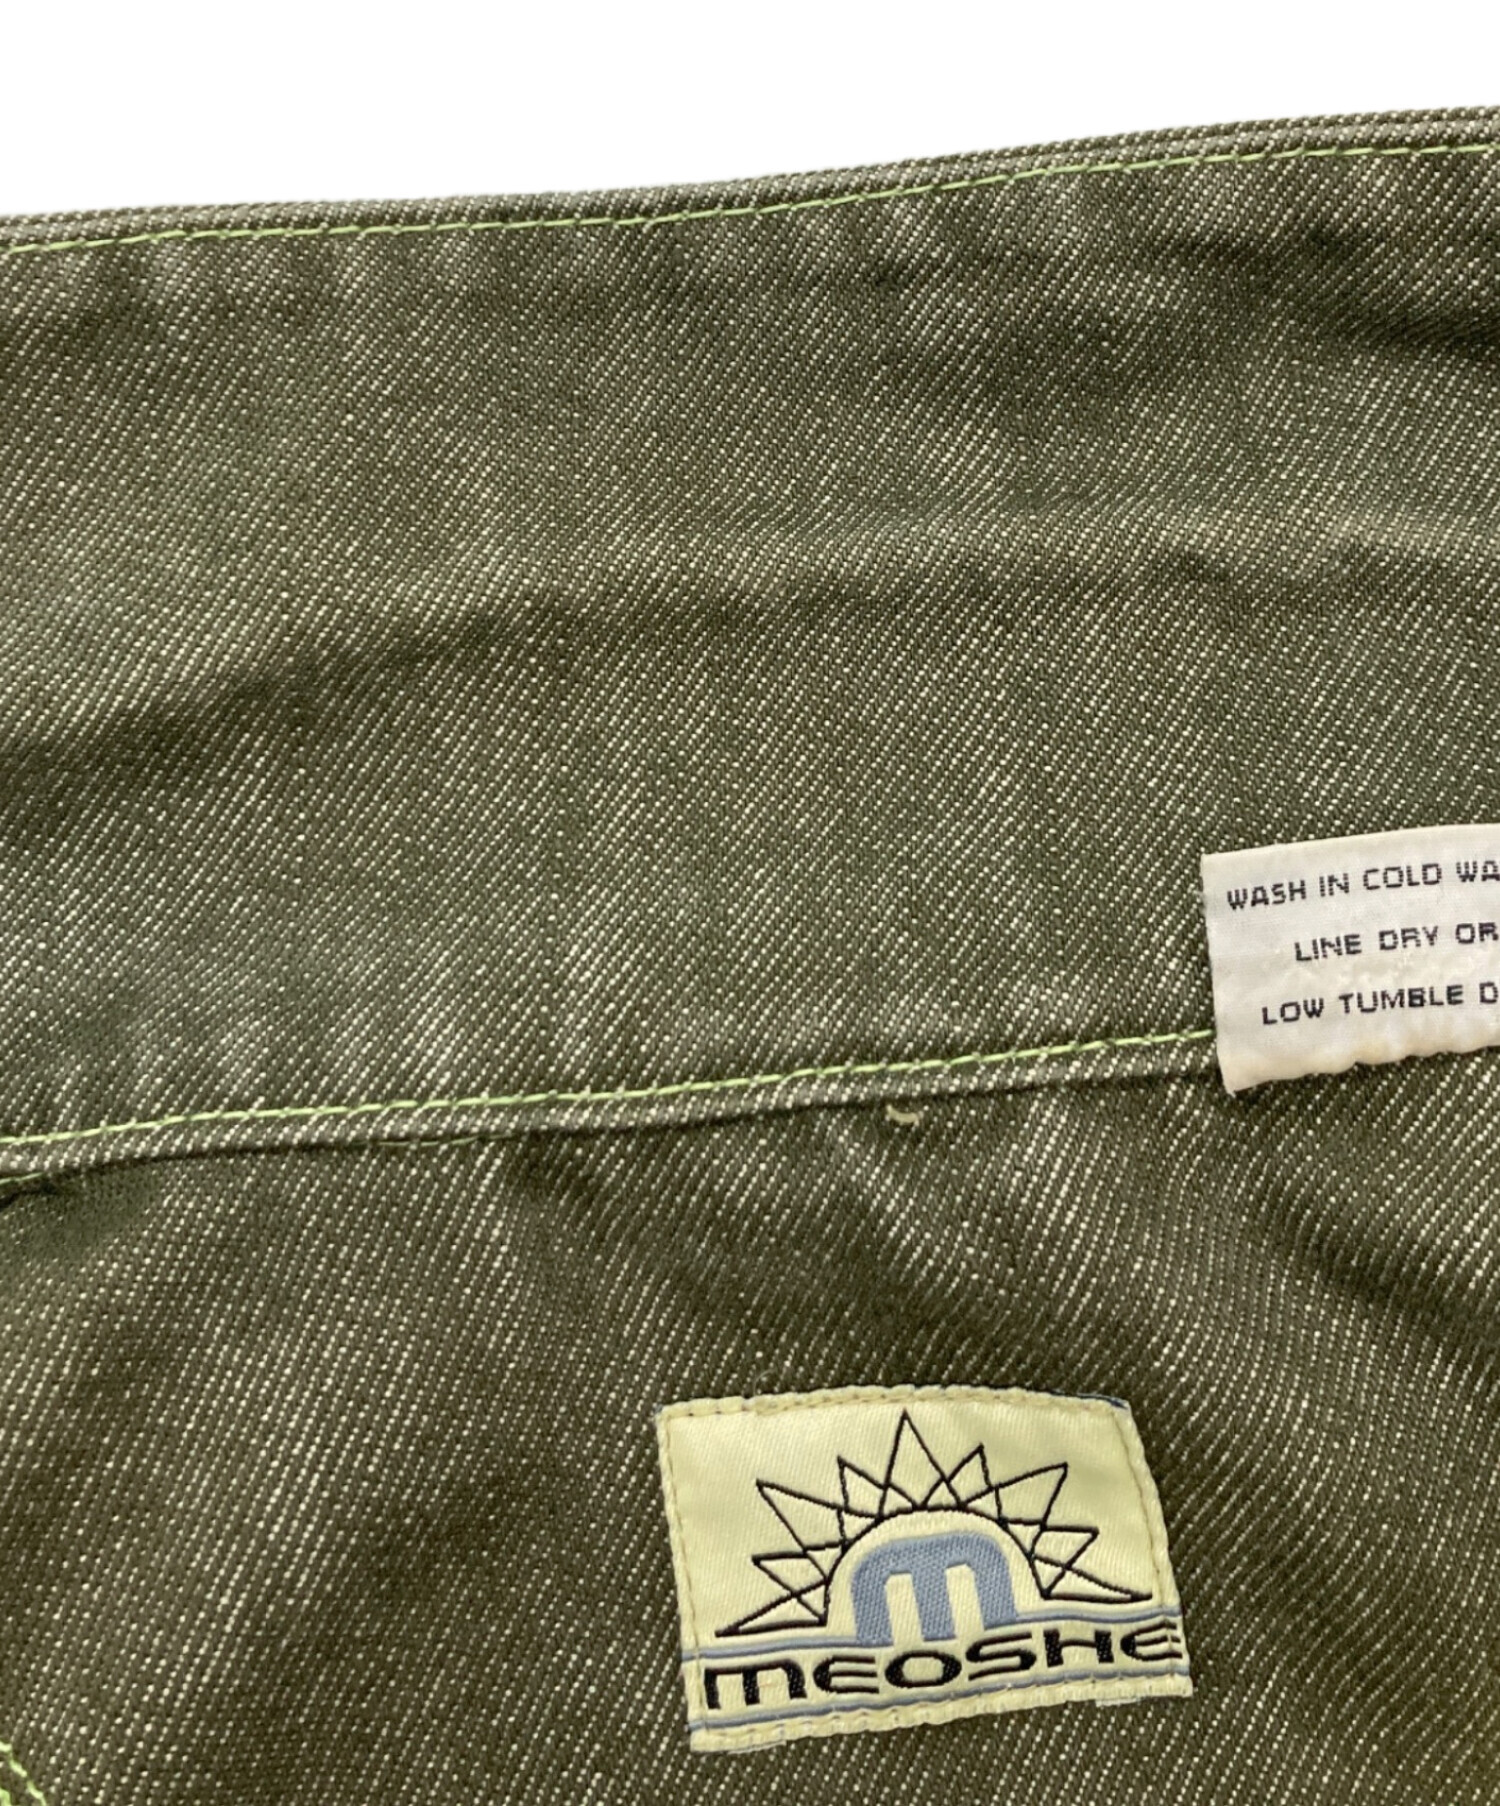 WASH IN COLD WA
LINE DRY OR
LOW TUMBLE D
m
MEOSHE